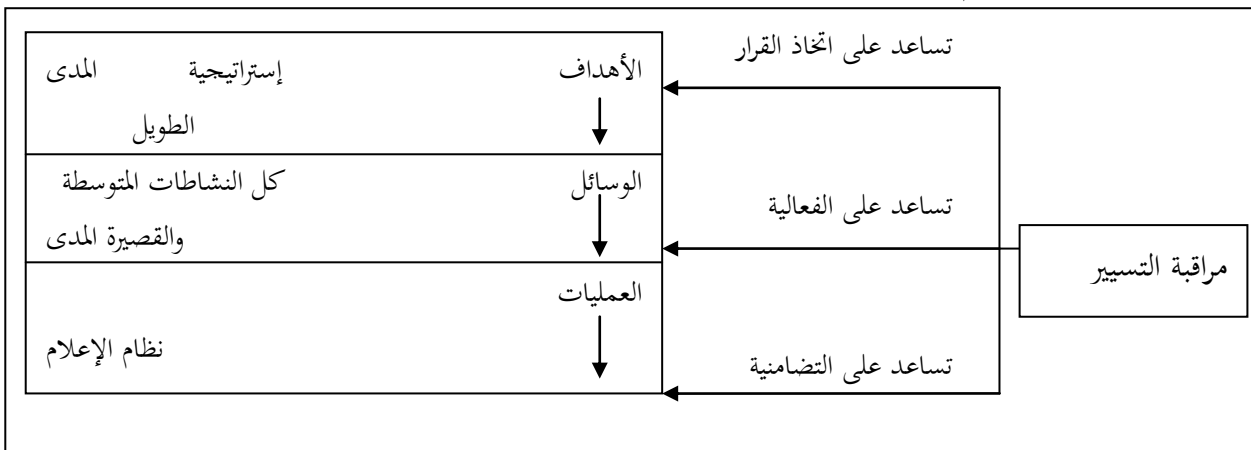 تساعد على اتخاذ القرار
الأهداف إستراتيجية المدى
الطويل
الوسائل كل النشاطات المتوسطة
تساعد على الفعالية
والقصيرة المدى
مراقبة التسيير
العمليات
نظام الإعلام
تساعد على التضامنية